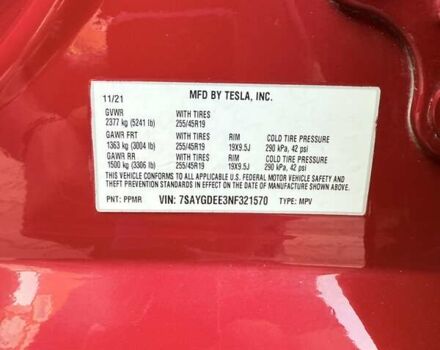 MFD BY TESLA, INC.
11/21
GVWR WITH TIRES
2377 kg (5241 lb) 255/45R19
GAWR FRT WITH TIRES RIM COLD TIRE PRESSURE
1363 kg (3004 lb) 255/45R19 19X9.5J 290 kPa, 42 psi
GAWR RR WITH TIRES RIM COLD TIRE PRESSURE
1500 kg (3306 lb) 255/45R19 19X9.5J 290 kPa, 42 psi
THIS VEHICLE CONFORMS TO ALL APPLICABLE U.S. FEDERAL MOTOR VEHICLE SAFETY AND
THEFT PREVENTION STANDARDS IN EFFECT ON THE DATE OF MANUFACTURE SHOWN ABOVE.
PNT: PPMR VIN: 7SAYGDEE3NF321570 TYPE: MPV